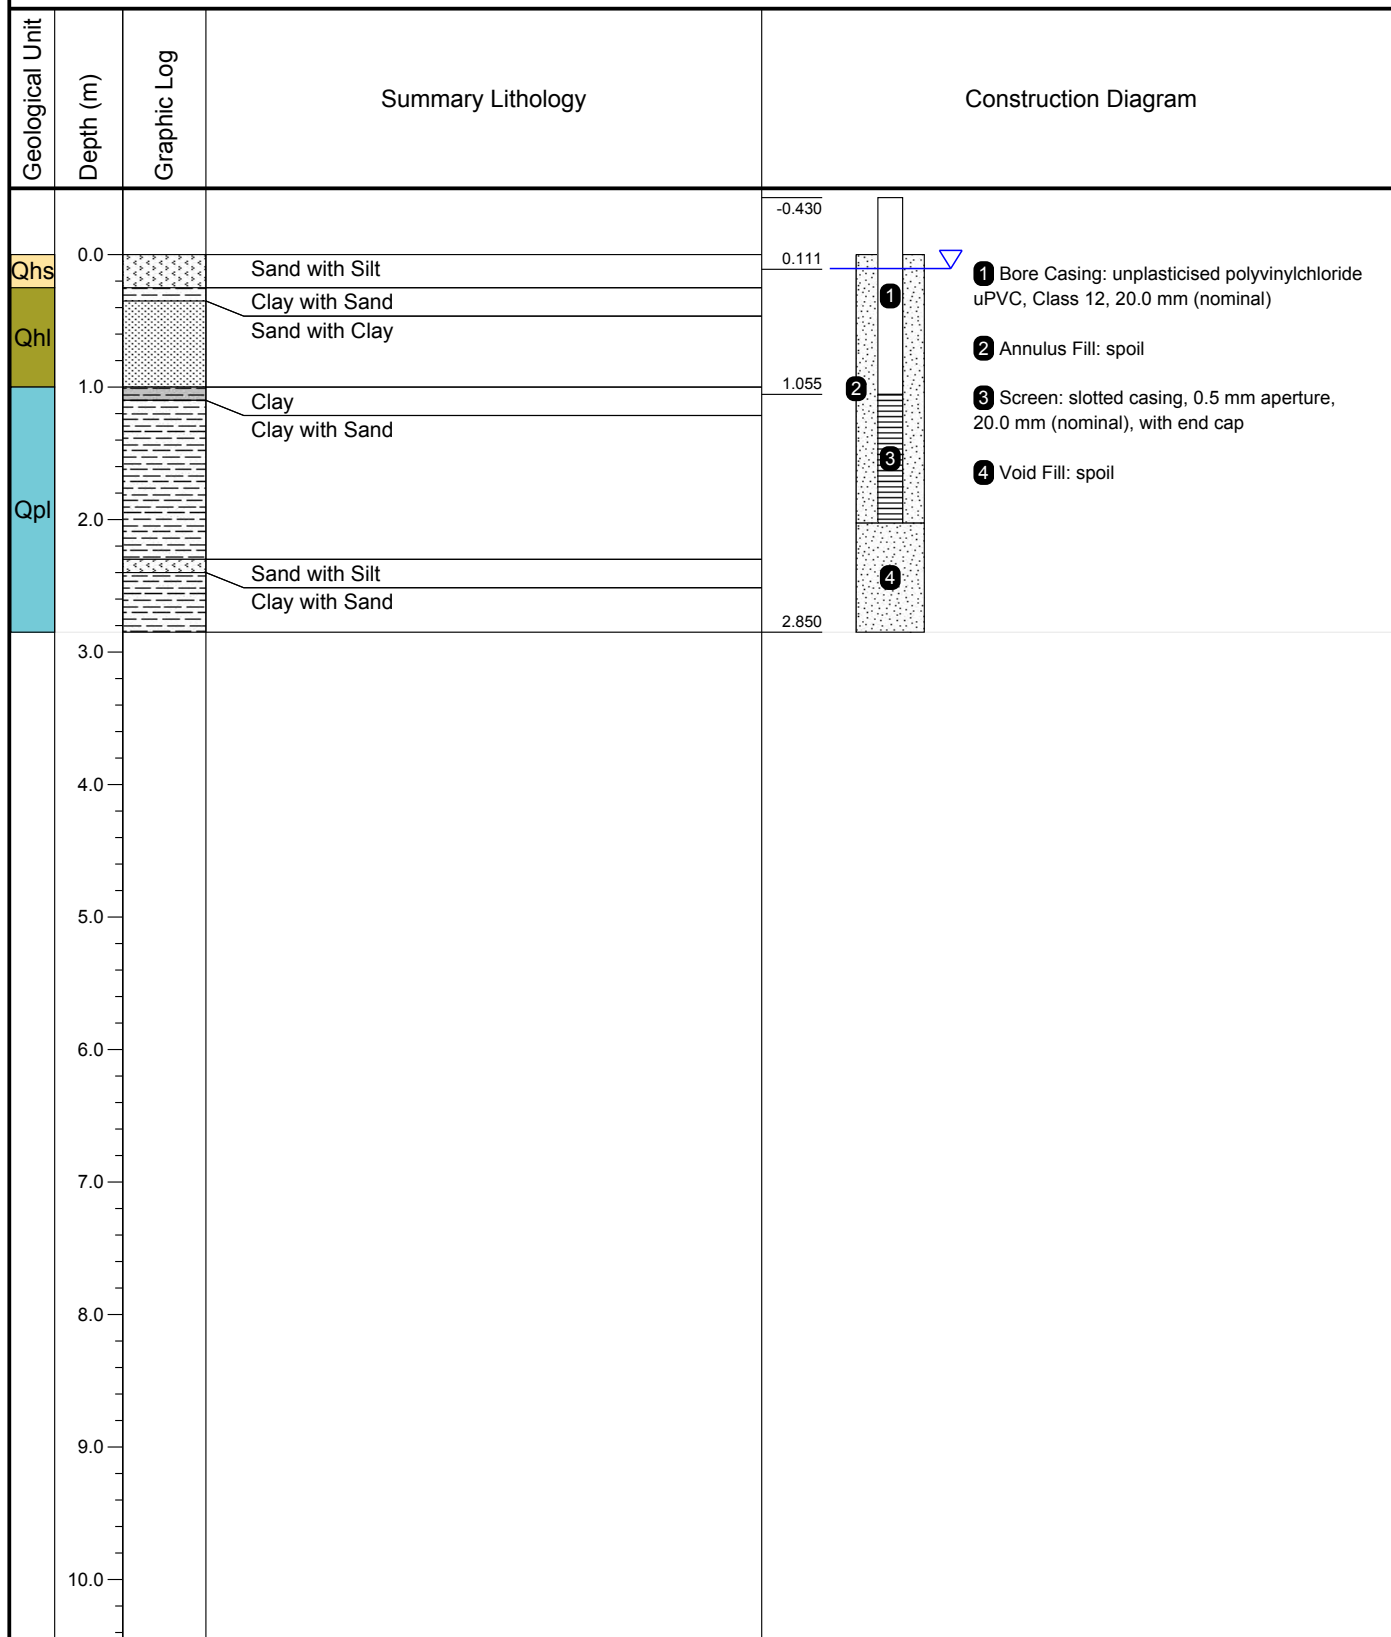 Geological Unit
Depth (m)
Graphic Log
Summary Lithology
Construction Diagram
-0.430
0.0
0.111
Qhs
Sand with Silt
1 Bore Casing: unplasticised polyvinylchloride
uPVC, Class 12, 20.0 mm (nominal)
Clay with Sand
1
Qhl
Sand with Clay
2 Annulus Fill: spoil
1.0
1.055
2
Clay
3 Screen: slotted casing, 0.5 mm aperture,
20.0 mm (nominal), with end cap
Clay with Sand
3
4 Void Fill: spoil
Qpl
2.0
Sand with Silt
4
Clay with Sand
2.850
3.0
4.0
5.0
6.0
7.0
8.0
9.0
10.0